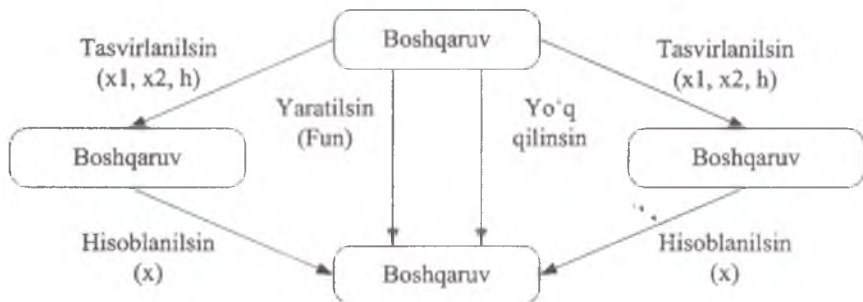 Boshqaruv
Tasvirlanilsin
(x1, x2, h)
Tasvirlanilsin
(x1, x2, h)
Yaratilsin
(Fun)
Yo‘q
qilinsin
Boshqaruv
Boshqaruv
Hisoblanilsin
(x)
Boshqaruv
Hisoblanilsin
(x)